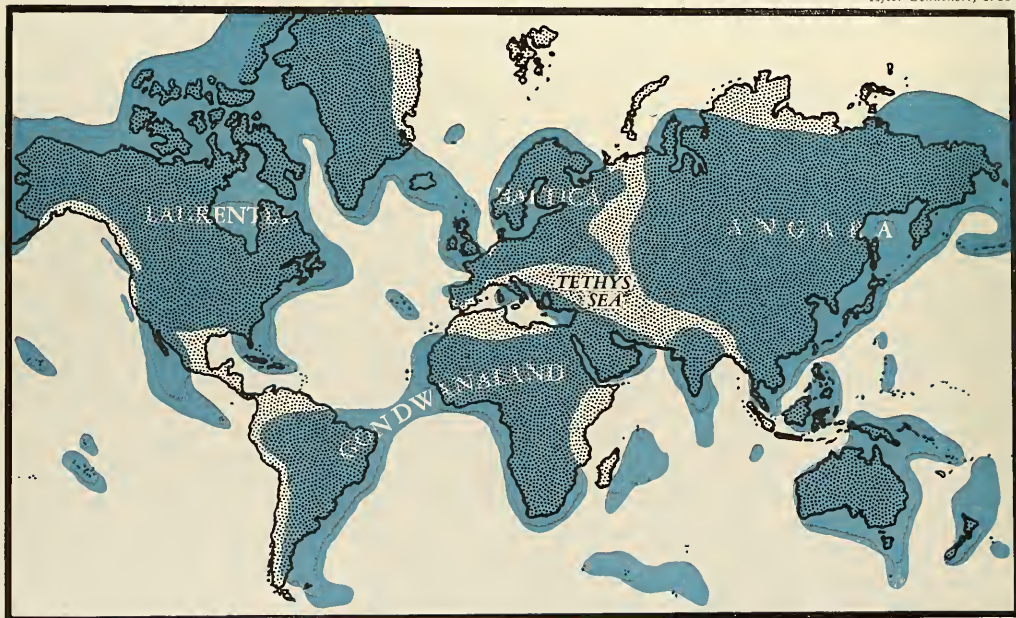 LAURENTIA
BALTICA
ANGARA
TETHYS
SEA
GONDWANALAND